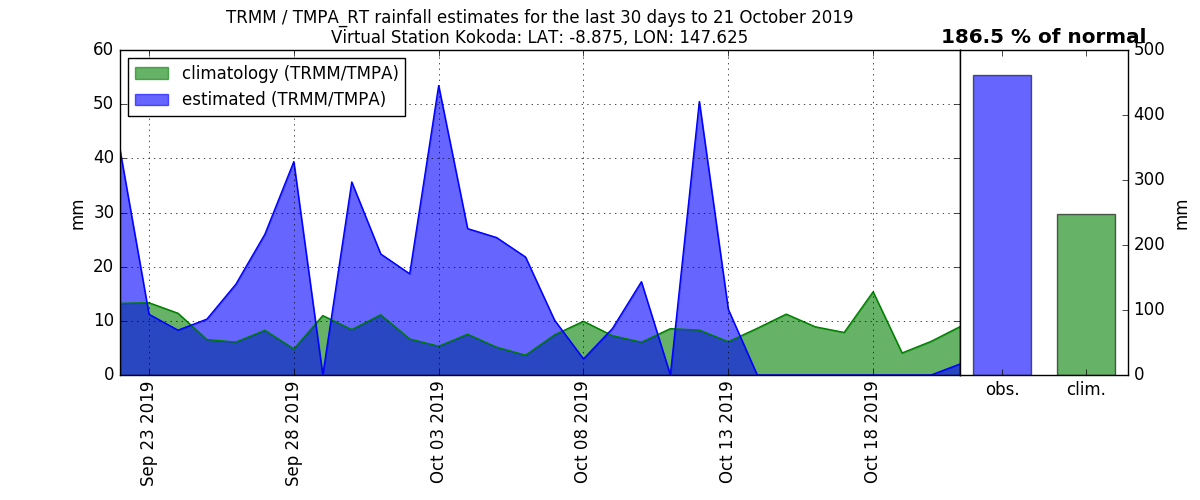 TRMM / TMPA_RT rainfall estimates for the last 30 days to 21 October 2019
Virtual Station Kokoda: LAT: -8.875, LON: 147.625
186.5 % of normal
climatology (TRMM/TMPA)
estimated (TRMM/TMPA)
60
50
40
30
20
10
0
mm
Sep 23 2019
Sep 28 2019
Oct 03 2019
Oct 08 2019
Oct 13 2019
Oct 18 2019
500
400
300
200
100
0
mm
obs.
clim.